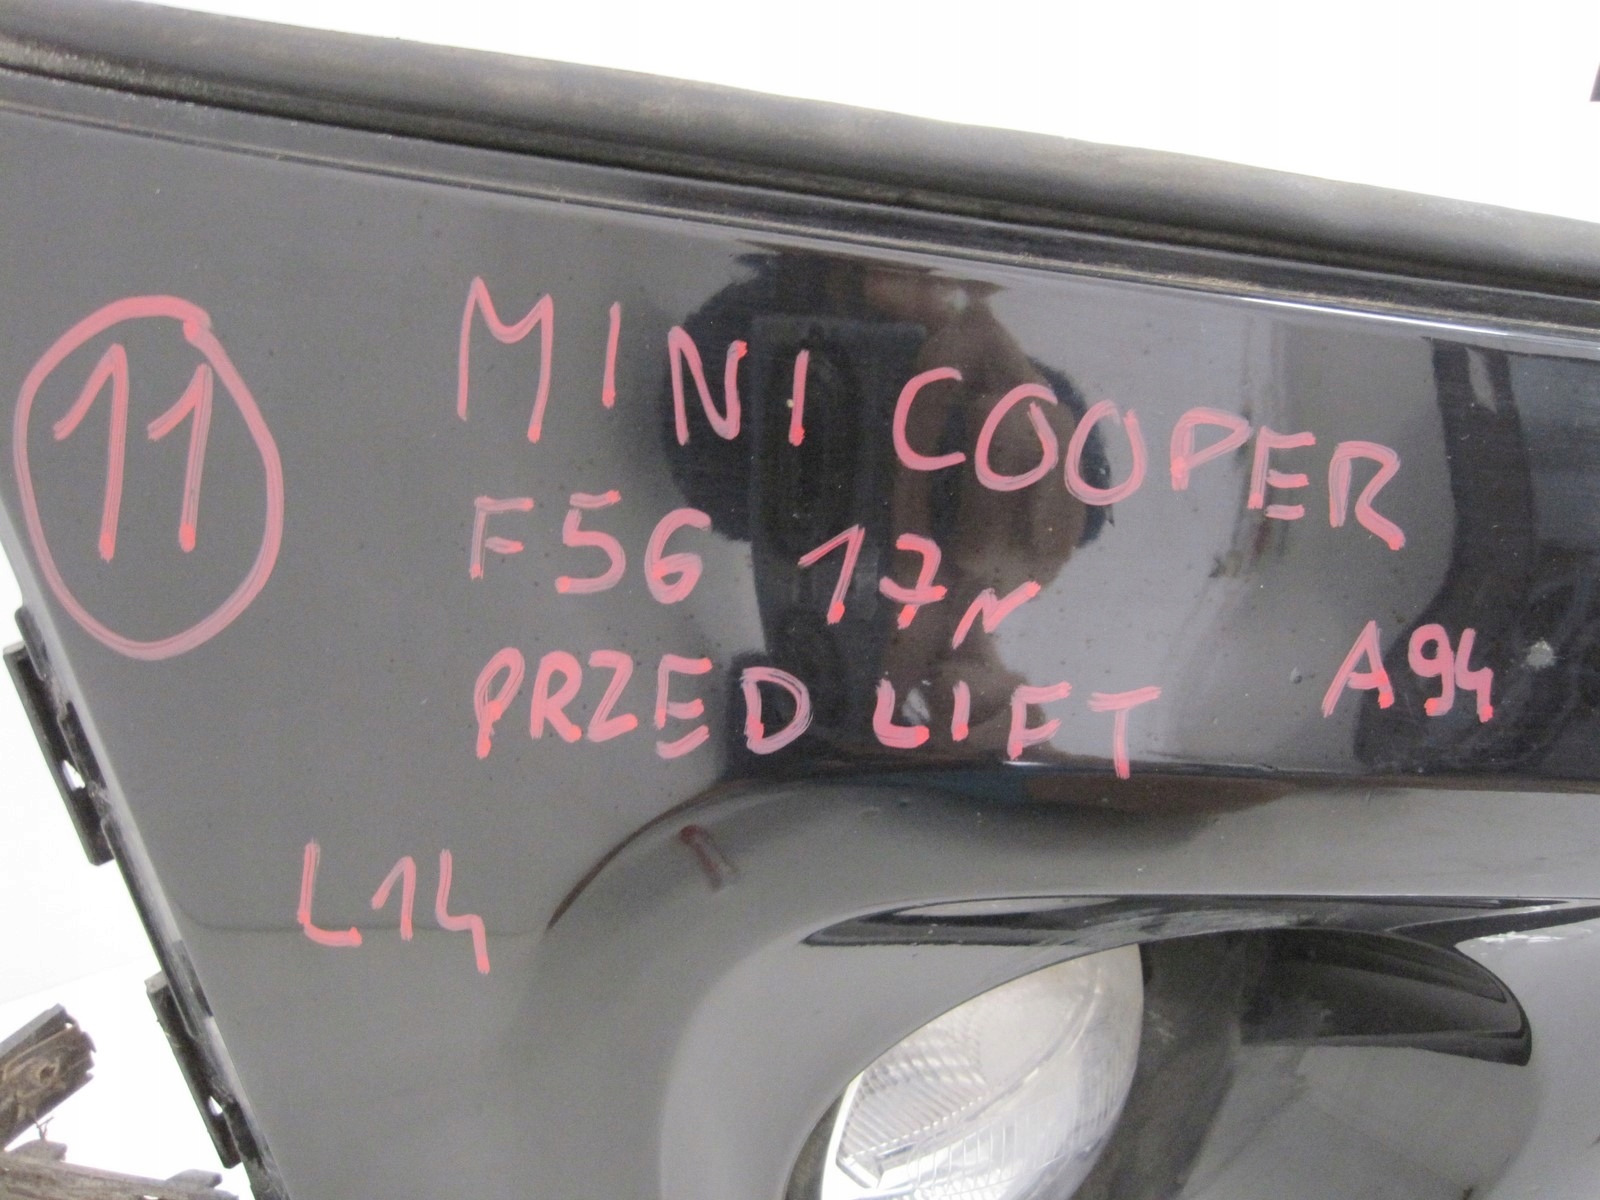 11
MINI COOPER
F56 17r
PRZED LIFT
A94
L14